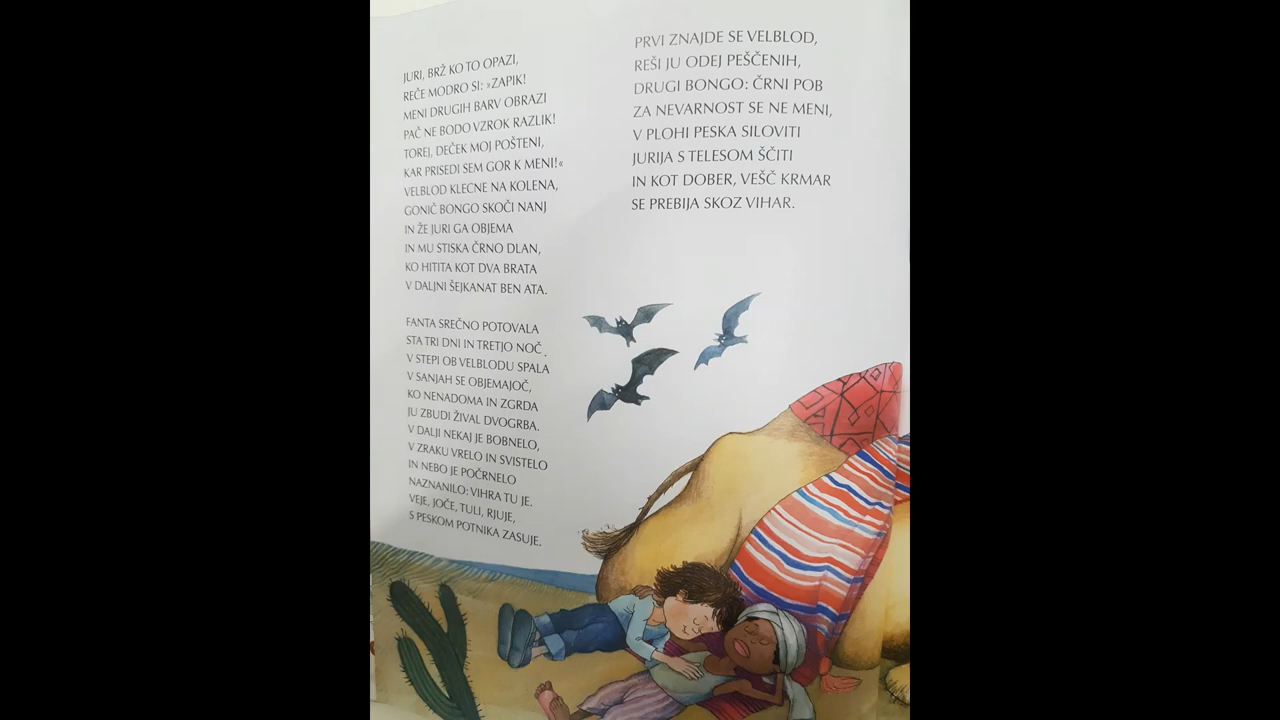 JURI, BRŽ KO TO OPAZI,
REČE MODRO SI: »ZAPIK!
MENI DRUGIH BARV OBRAZI
PAČ NE BODO VZROK RAZLIK!
TOREJ, DEČEK MOJ POŠTENI,
KAR PRISEDI SEM GOR K MENI!«
VELBLOD KLECNE NA KOLENA,
GONIČ BONGO SKOČI NANJ
IN ŽE JURI GA OBJEMA
IN MU STISKA ČRNO DLAN,
KO HITITA KOT DVA BRATA
V DALJNI ŠEJKANAT BEN ATA.
FANTA SREČNO POTOVALA
STA TRI DNI IN TRETJO NOČ
V STEPI OB VELBLODU SPALA
V SANJAH SE OBJEMAJOČ,
KO NENADOMA IN ZGRDA
JU ZBUDI ŽIVAL DVOGRBA.
V DALJI NEKAJ JE BOBNELO,
V ZRAKU VRELO IN SVISTELO
IN NEBO JE POČRNELO
NAZNANILO: VIHRA TU JE.
VEJE, JOČE, TULI, RJUJE,
S PESKOM POTNIKA ZASUJE.
PRVI ZNAJDE SE VELBLOD,
REŠI JU ODEJ PEŠČENIH,
DRUGI BONGO: ČRNI POB
ZA NEVARNOST SE NE MENI,
V PLOHI PESKA SILOVITI
JURIJA S TELESOM ŠČITI
IN KOT DOBER, VEŠČ KRMAR
SE PREBIJA SKOZ VIHAR.